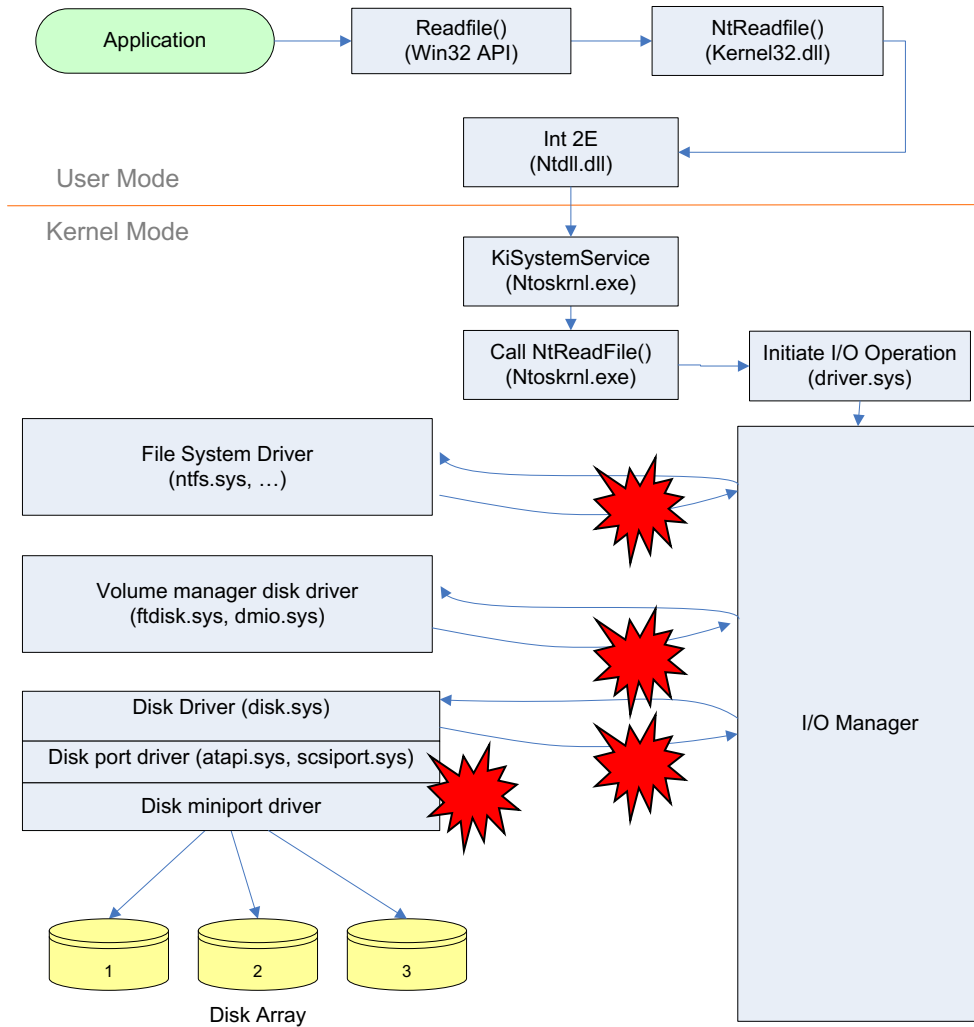 Application
Readfile()
(Win32 API)
NtReadfile()
(Kernel32.dll)
Int 2E
(Ntdll.dll)
User Mode
Kernel Mode
KiSystemService
(Ntoskrnl.exe)
Call NtReadFile()
(Ntoskrnl.exe)
Initiate I/O Operation
(driver.sys)
File System Driver
(ntfs.sys, …)
Volume manager disk driver
(ftdisk.sys, dmio.sys)
Disk Driver (disk.sys)
I/O Manager
Disk port driver (atapi.sys, scsiport.sys)
Disk miniport driver
1
2
3
Disk Array